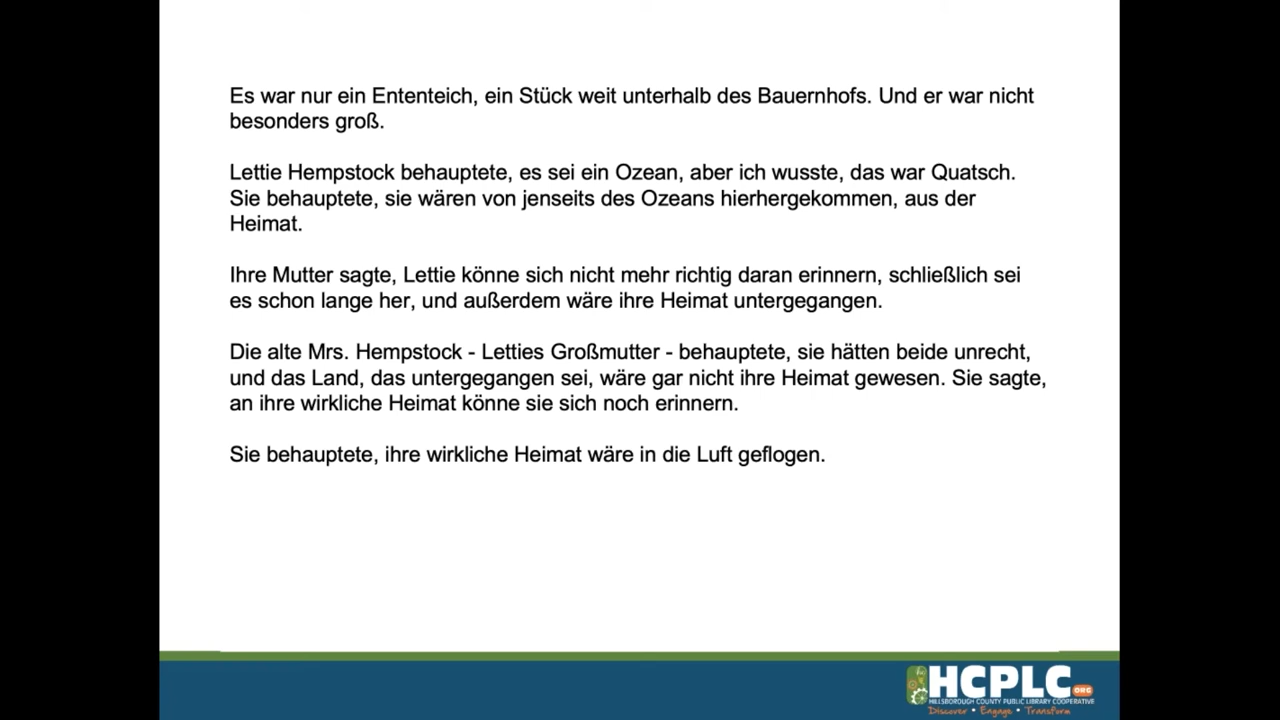 Es war nur ein Ententeich, ein Stück weit unterhalb des Bauernhofs. Und er war nicht
besonders groß.
Lettie Hempstock behauptete, es sei ein Ozean, aber ich wusste, das war Quatsch.
Sie behauptete, sie wären von jenseits des Ozeans hierhergekommen, aus der
Heimat.
Ihre Mutter sagte, Lettie könne sich nicht mehr richtig daran erinnern, schließlich sei
es schon lange her, und außerdem wäre ihre Heimat untergegangen.
Die alte Mrs. Hempstock - Letties Großmutter - behauptete, sie hätten beide unrecht,
und das Land, das untergegangen sei, wäre gar nicht ihre Heimat gewesen. Sie sagte,
an ihre wirkliche Heimat könne sie sich noch erinnern.
Sie behauptete, ihre wirkliche Heimat wäre in die Luft geflogen.
HCPLC.ORG
HILLSBOROUGH COUNTY PUBLIC LIBRARY COOPERATIVE
Discover • Engage • Transform